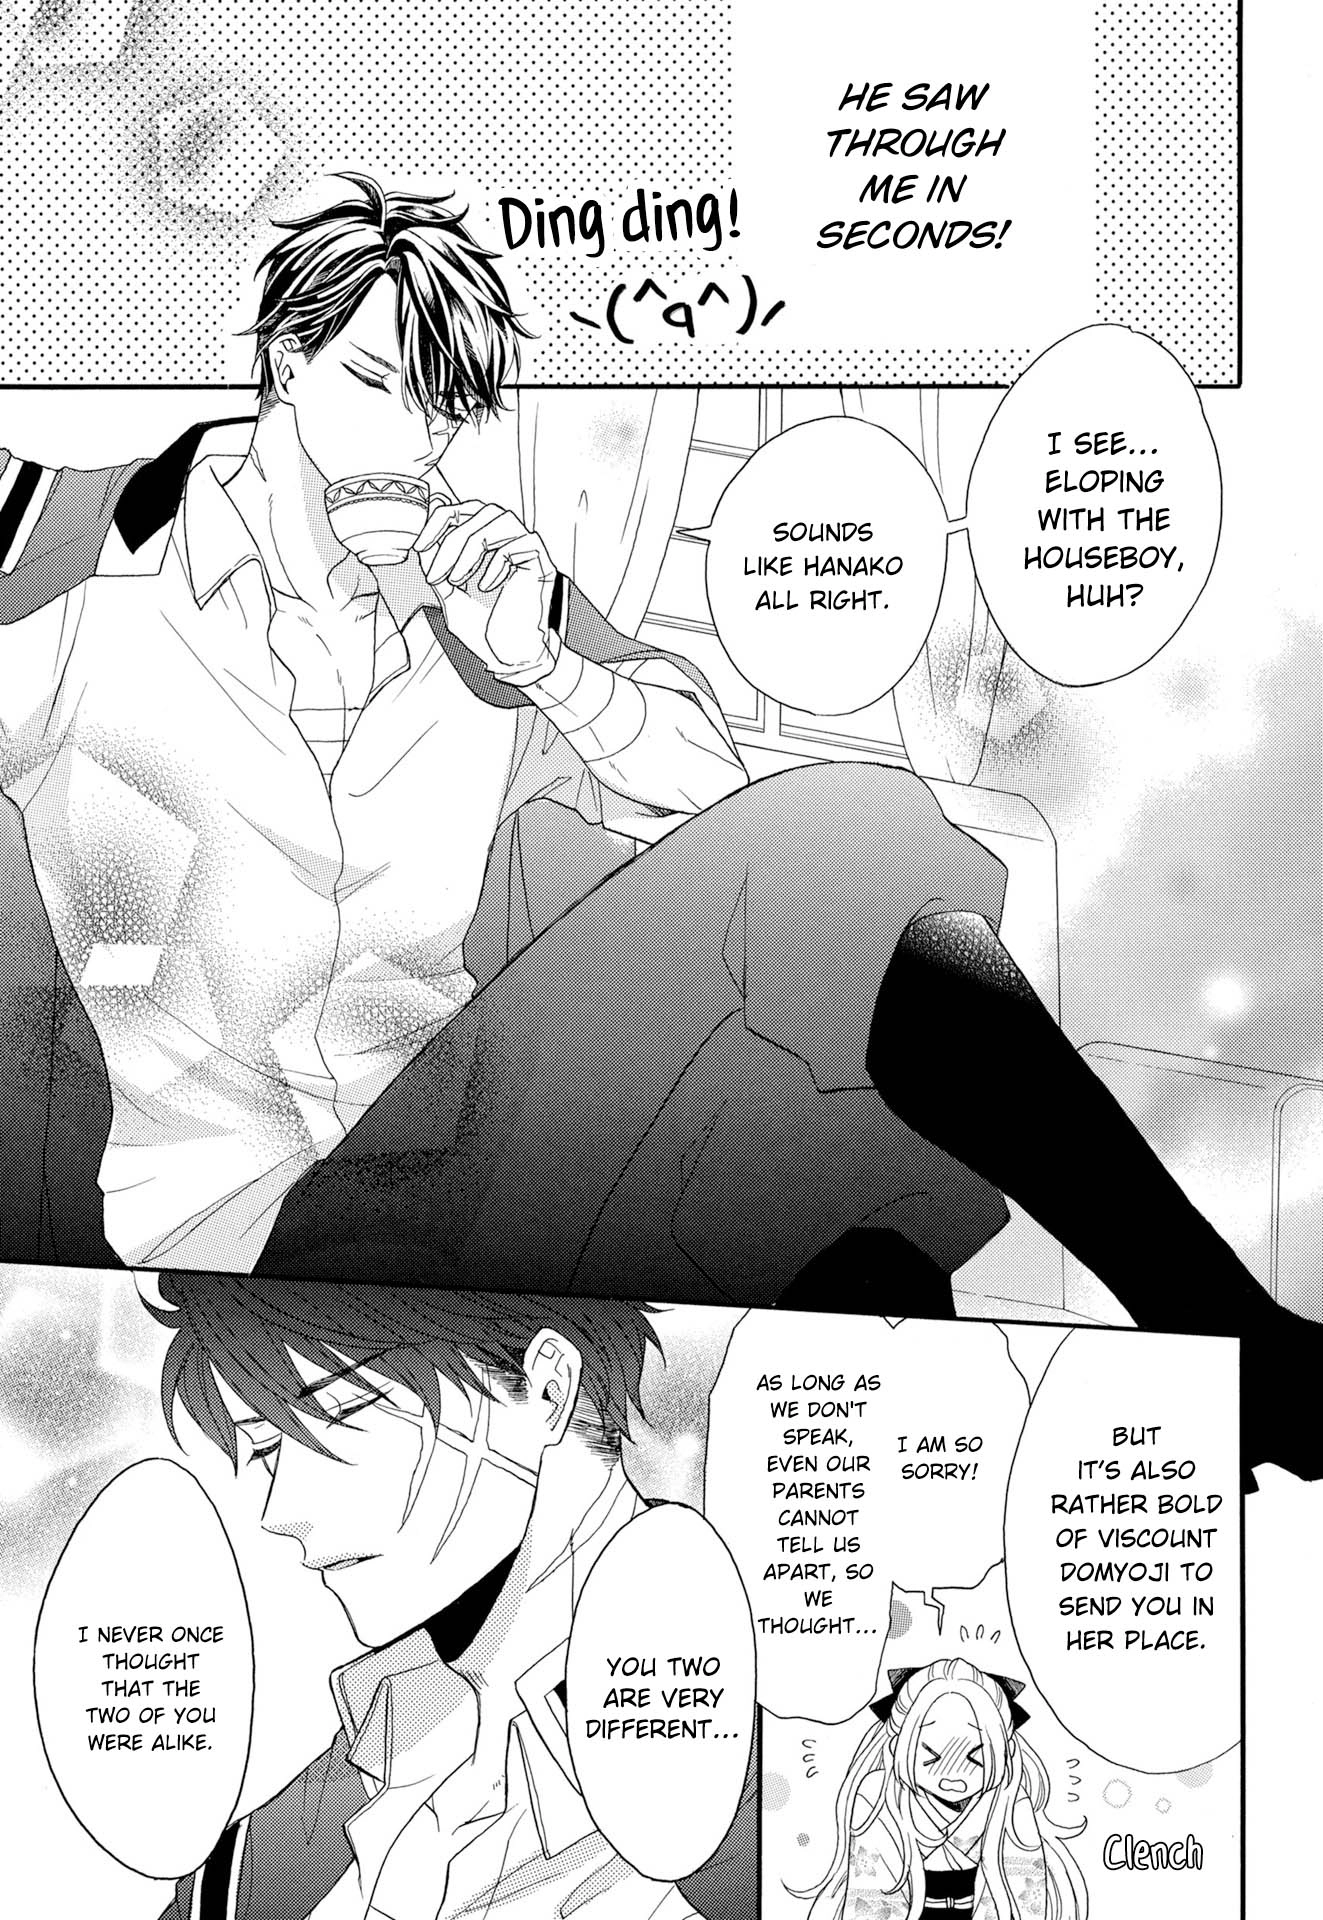 HE SAW
THROUGH
ME IN
SECONDS!
Ding ding!
\(^q^)/
I SEE...
ELOPING
WITH THE
HOUSEBOY,
HUH?
SOUNDS
LIKE HANAKO
ALL RIGHT.
BUT
IT'S ALSO
RATHER BOLD
OF VISCOUNT
DOMYOJI TO
SEND YOU IN
HER PLACE.
I AM SO
SORRY!
AS LONG AS
WE DON'T
SPEAK,
EVEN OUR
PARENTS
CANNOT
TELL US
APART, SO
WE
THOUGHT...
Clench
YOU TWO
ARE VERY
DIFFERENT...
I NEVER ONCE
THOUGHT
THAT THE
TWO OF YOU
WERE ALIKE.